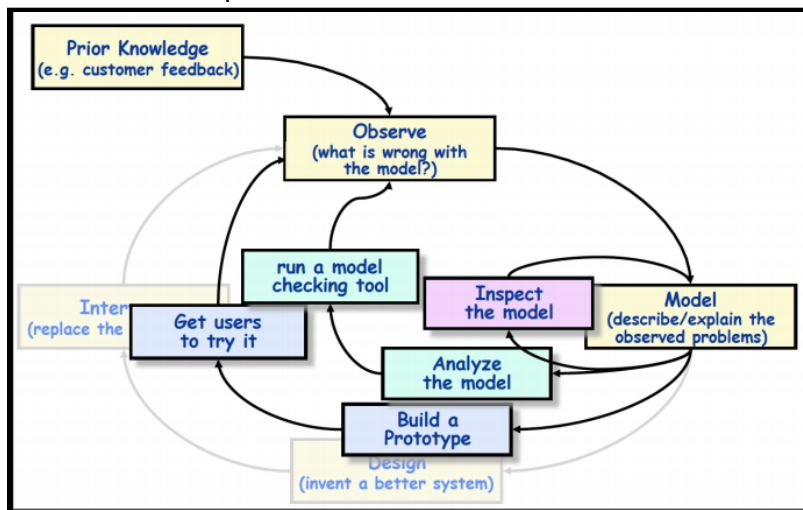 Prior Knowledge
(e.g. customer feedback)
Observe
(what is wrong with
the model?)
run a model
checking tool
Inspect
the model
Model
(describe/explain the
observed problems)
Inter
(replace the
Get users
to try it
Analyze
the model
Build a
Prototype
Design
(invent a better system)